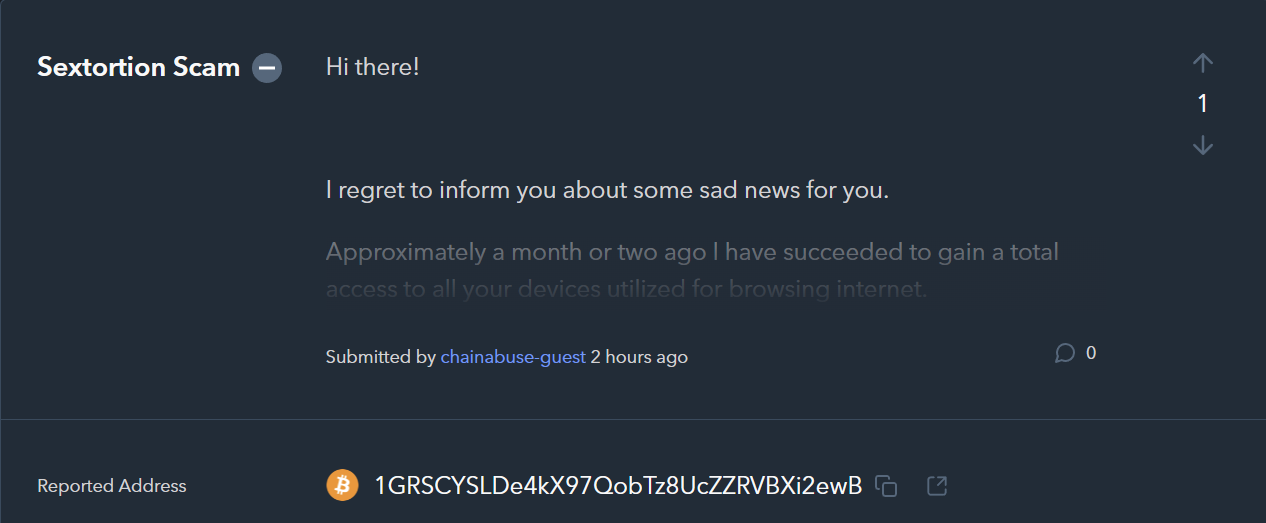 Sextortion Scam
Hi there!
1
I regret to inform you about some sad news for you.
Approximately a month or two ago I have succeeded to gain a total
access to all your devices utilized for browsing internet.
Submitted by chainabuse-guest 2 hours ago
0
Reported Address
1GRSCYSLDe4kX97QobTz8UcZZRVBXi2ewB